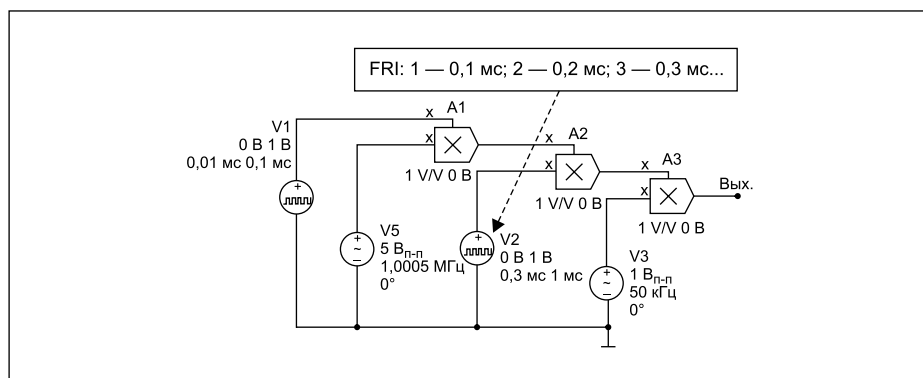 FRI: 1 — 0,1 мс; 2 — 0,2 мс; 3 — 0,3 мс...
V1
0 В 1 В
0,01 мс 0,1 мс
x
A1
x
1 V/V 0 В
V5
5 Вп-п
1,0005 МГц
0°
x
A2
x
1 V/V 0 В
V2
0 В 1 В
0,3 мс 1 мс
x
A3
x
1 V/V 0 В
Вых.
V3
1 Вп-п
50 кГц
0°